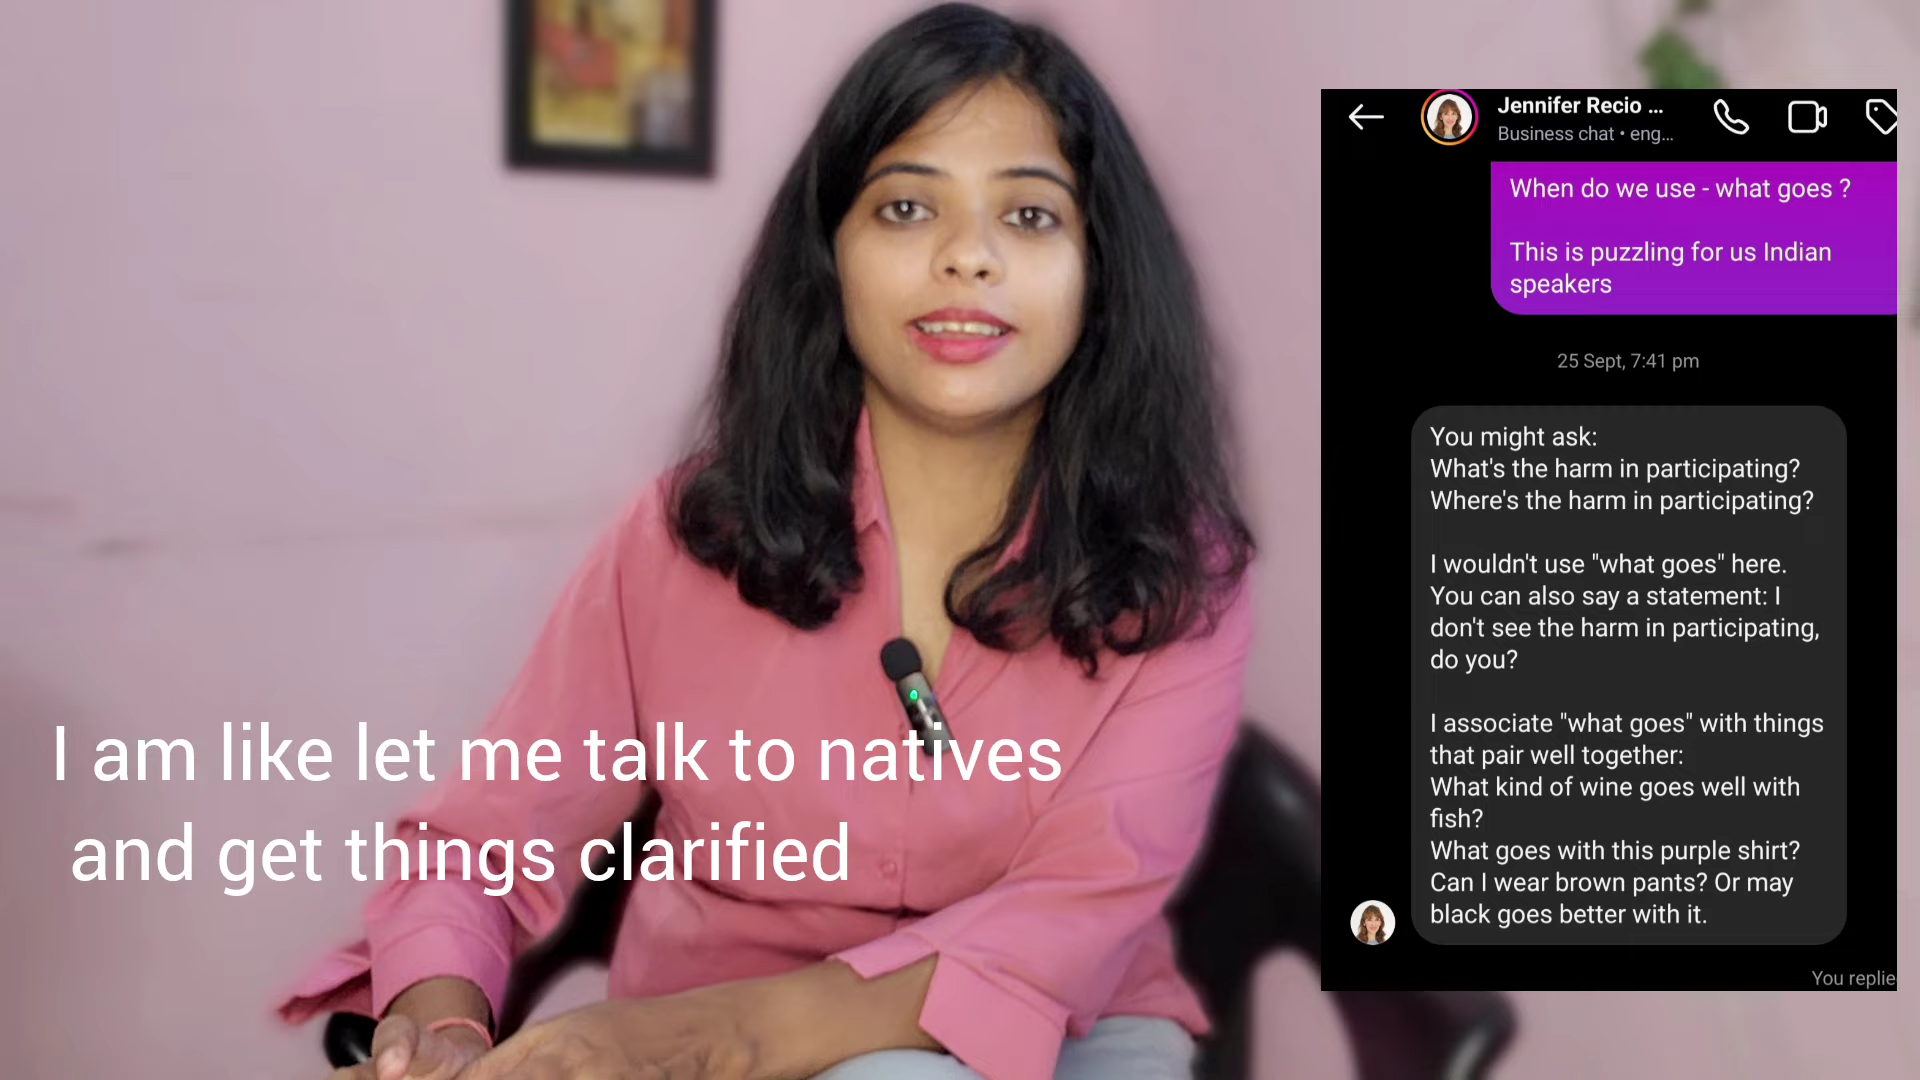 I am like let me talk to natives
and get things clarified
Jennifer Recio ...
Business chat • eng...
When do we use - what goes ?
This is puzzling for us Indian
speakers
25 Sept, 7:41 pm
You might ask:
What's the harm in participating?
Where's the harm in participating?
I wouldn't use "what goes" here.
You can also say a statement: I
don't see the harm in participating,
do you?
I associate "what goes" with things
that pair well together:
What kind of wine goes well with
fish?
What goes with this purple shirt?
Can I wear brown pants? Or may
black goes better with it.
You replie